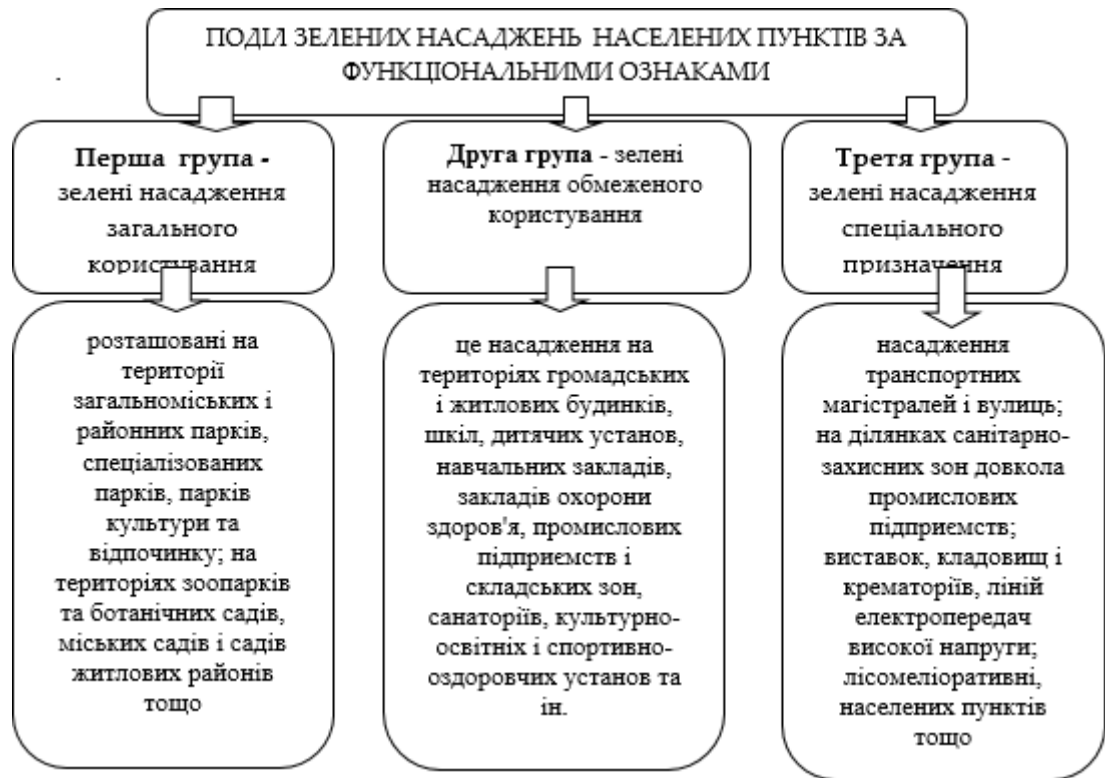 ПОДІЛ ЗЕЛЕНИХ НАСАДЖЕНЬ НАСЕЛЕНИХ ПУНКТІВ ЗА
ФУНКЦІОНАЛЬНИМИ ОЗНАКАМИ
Перша група -
зелені насадження
загального
користування
Друга група - зелені
насадження обмеженого
користування
Третя група -
зелені насадження
спеціального
призначення
розташовані на
території
загальноміських і
районних парків,
спеціалізованих
парків, парків
культури та
відпочинку; на
територіях зоопарків
та ботанічних садів,
міських садів і садів
житлових районів
тощо
це насадження на
територіях громадських
і житлових будинків,
шкіл, дитячих установ,
навчальних закладів,
закладів охорони
здоров'я, промислових
підприємств і
складських зон,
санаторіїв, культурно-
освітніх і спортивно-
оздоровчих установ та
ін.
насадження
транспортних
магістралей і вулиць;
на ділянках санітарно-
захисних зон довкола
промислових
підприємств;
виставок, кладовищ і
крематоріїв, ліній
електропередач
високої напруги;
лісомеліоративні,
населених пунктів
тощо